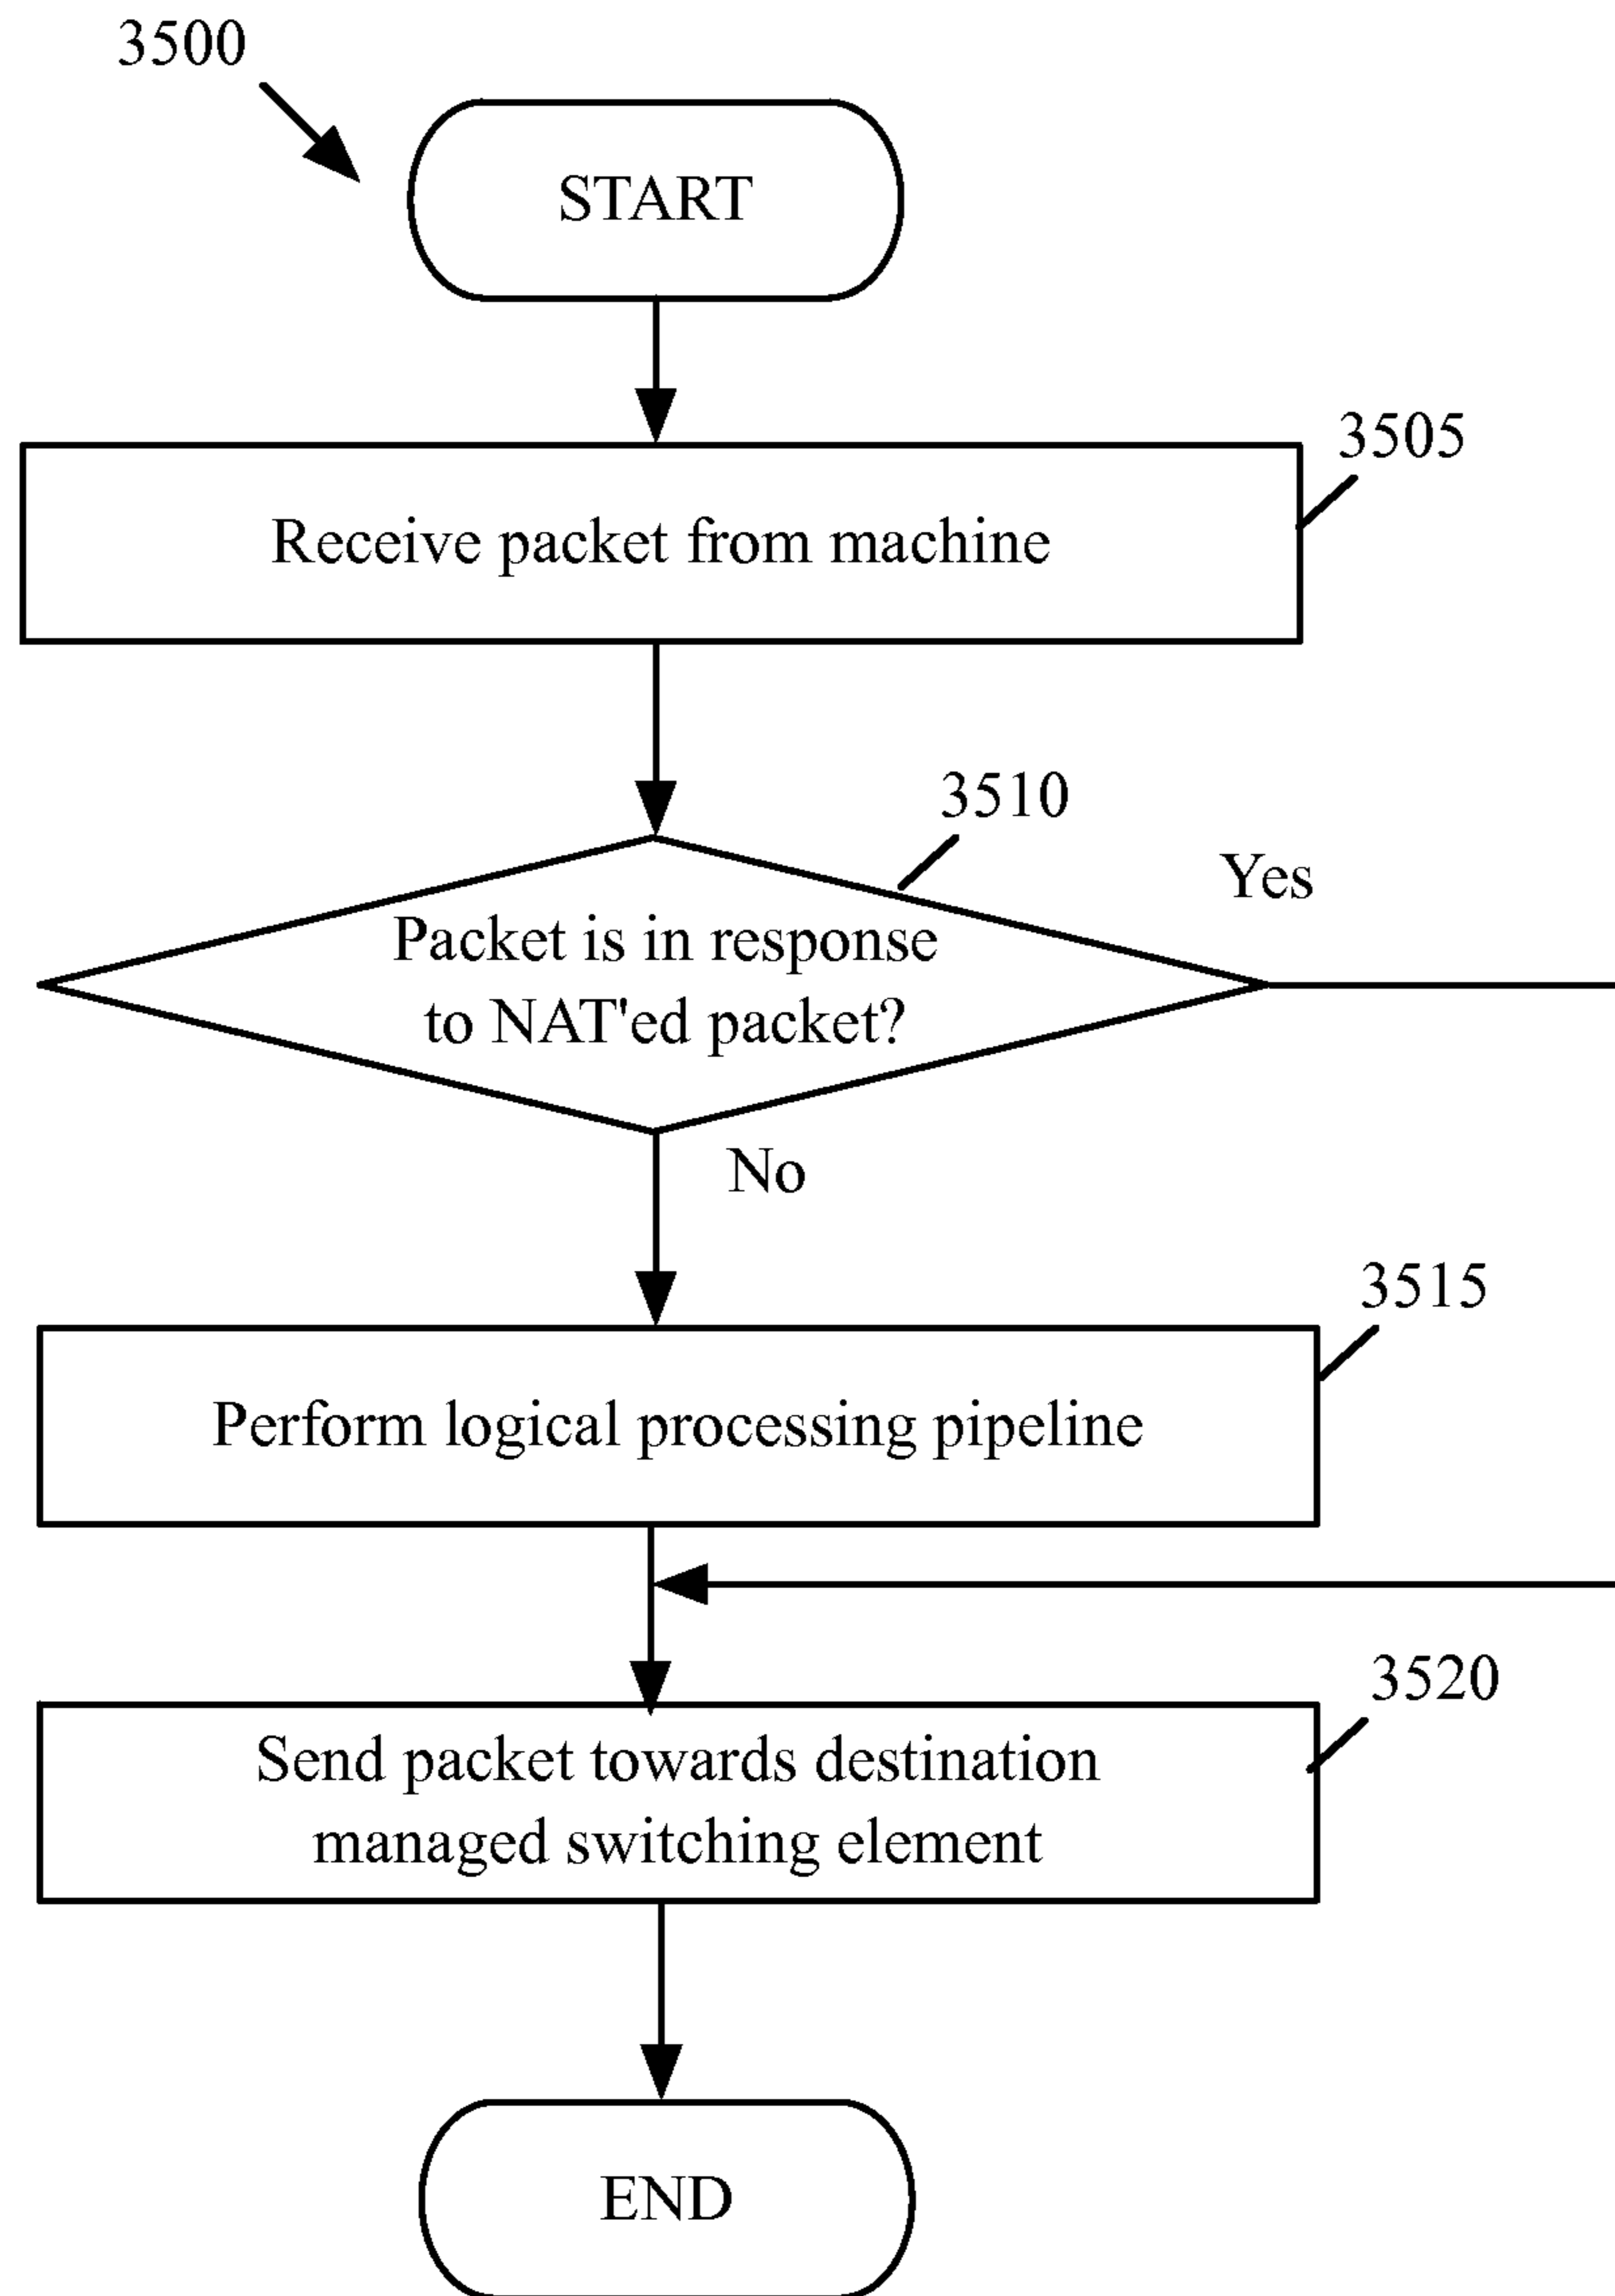 3500
START
3505
Receive packet from machine
3510
Yes
Packet is in response
to NAT'ed packet?
No
3515
Perform logical processing pipeline
3520
Send packet towards destination
managed switching element
END